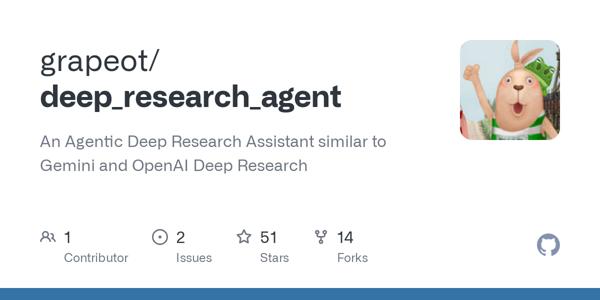 grapeot/
deep_research_agent
An Agentic Deep Research Assistant similar to
Gemini and OpenAI Deep Research
1
Contributor
2
Issues
51
Stars
14
Forks